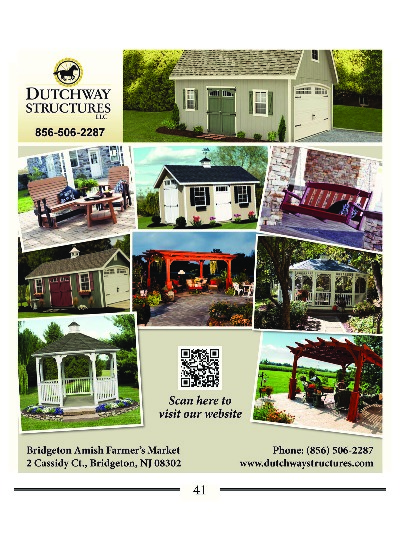 DUTCHWAY
STRUCTURES
LLC
856-506-2287
Scan here to
visit our website
Bridgeton Amish Farmer's Market
2 Cassidy Ct., Bridgeton, NJ 08302
Phone: (856) 506-2287
www.dutchwaystructures.com
41